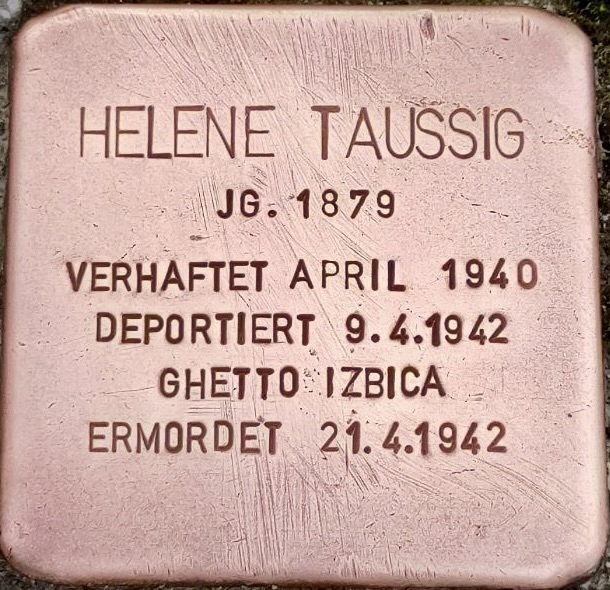 HELENE TAUSSIG
JG. 1879
VERHAFTET APRIL 1940
DEPORTIERT 9.4.1942
GHETTO IZBICA
ERMORDET 21.4.1942